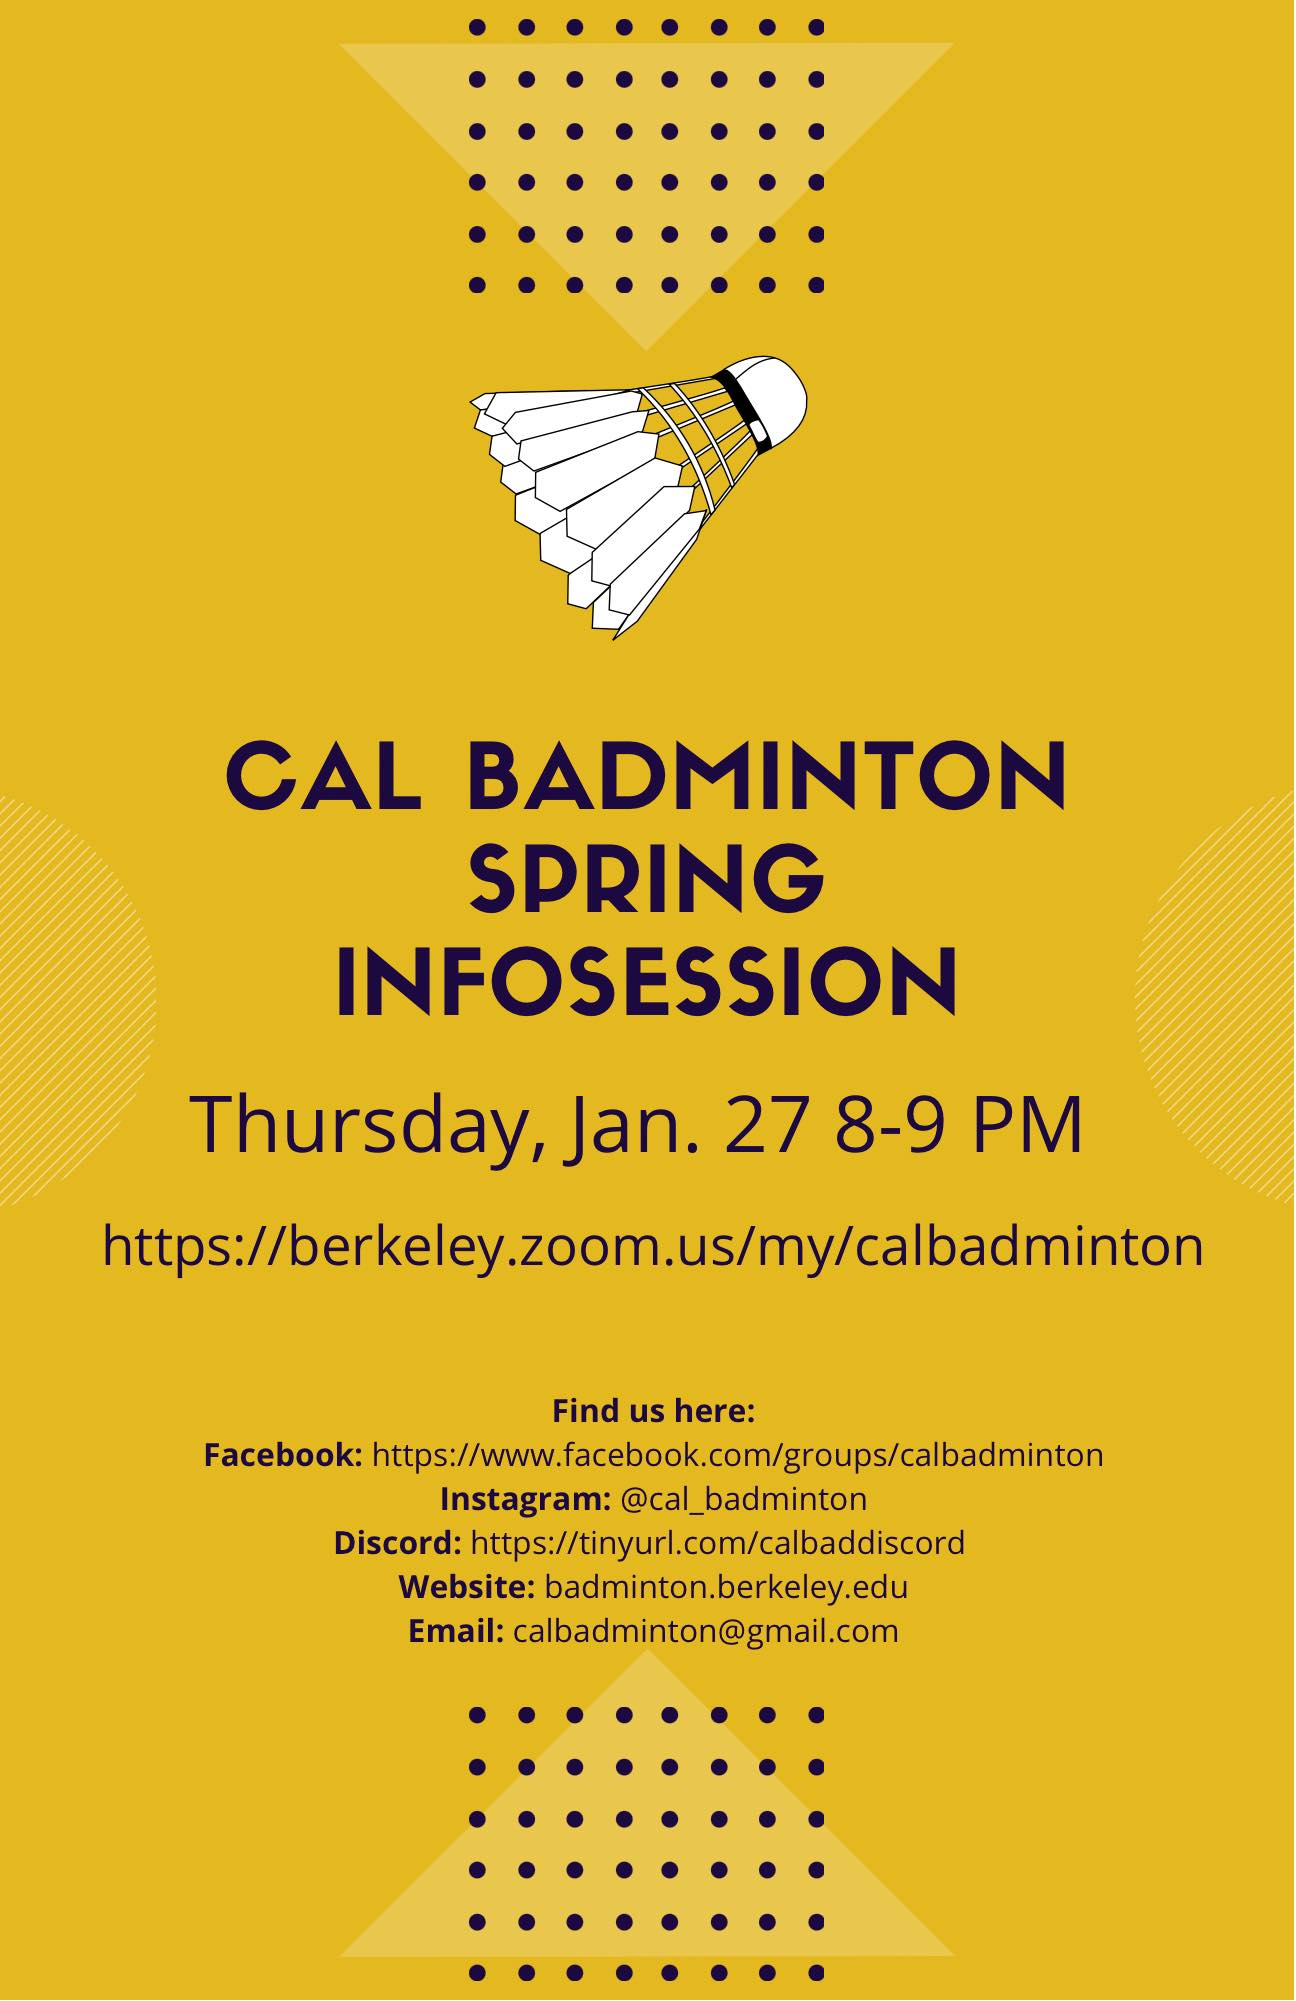 CAL BADMINTON
SPRING
INFOSESSION
Thursday, Jan. 27 8-9 PM
https://berkeley.zoom.us/my/calbadminton
Find us here:
Facebook: https://www.facebook.com/groups/calbadminton
Instagram: @cal_badminton
Discord: https://tinyurl.com/calbaddiscord
Website: badminton.berkeley.edu
Email: calbadminton@gmail.com